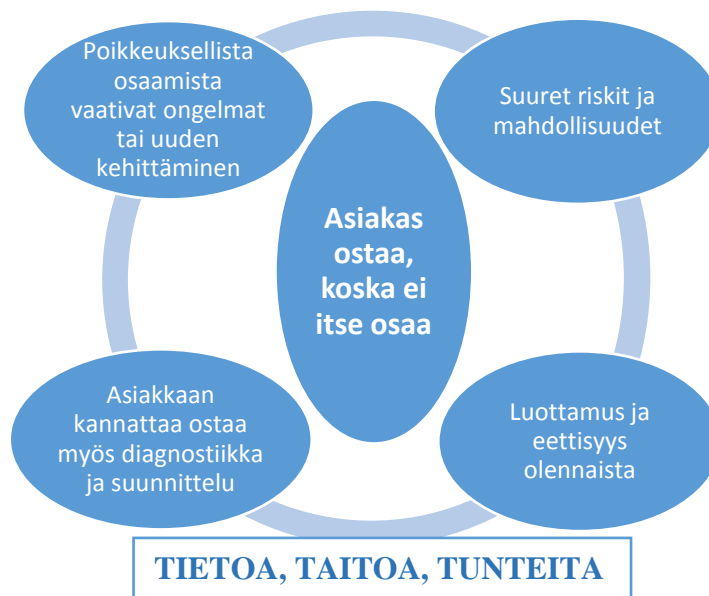 Poikkeuksellista
osaamista
vaativat ongelmat
tai uuden
kehittäminen
Suuret riskit ja
mahdollisuudet
Asiakas
ostaa,
koska ei
itse osaa
Asiakkaan
kannattaa ostaa
myös diagnostiikka
ja suunnittelu
Luottamus ja
eettisyys
olennaista
TIETOA, TAITOA, TUNTEITA